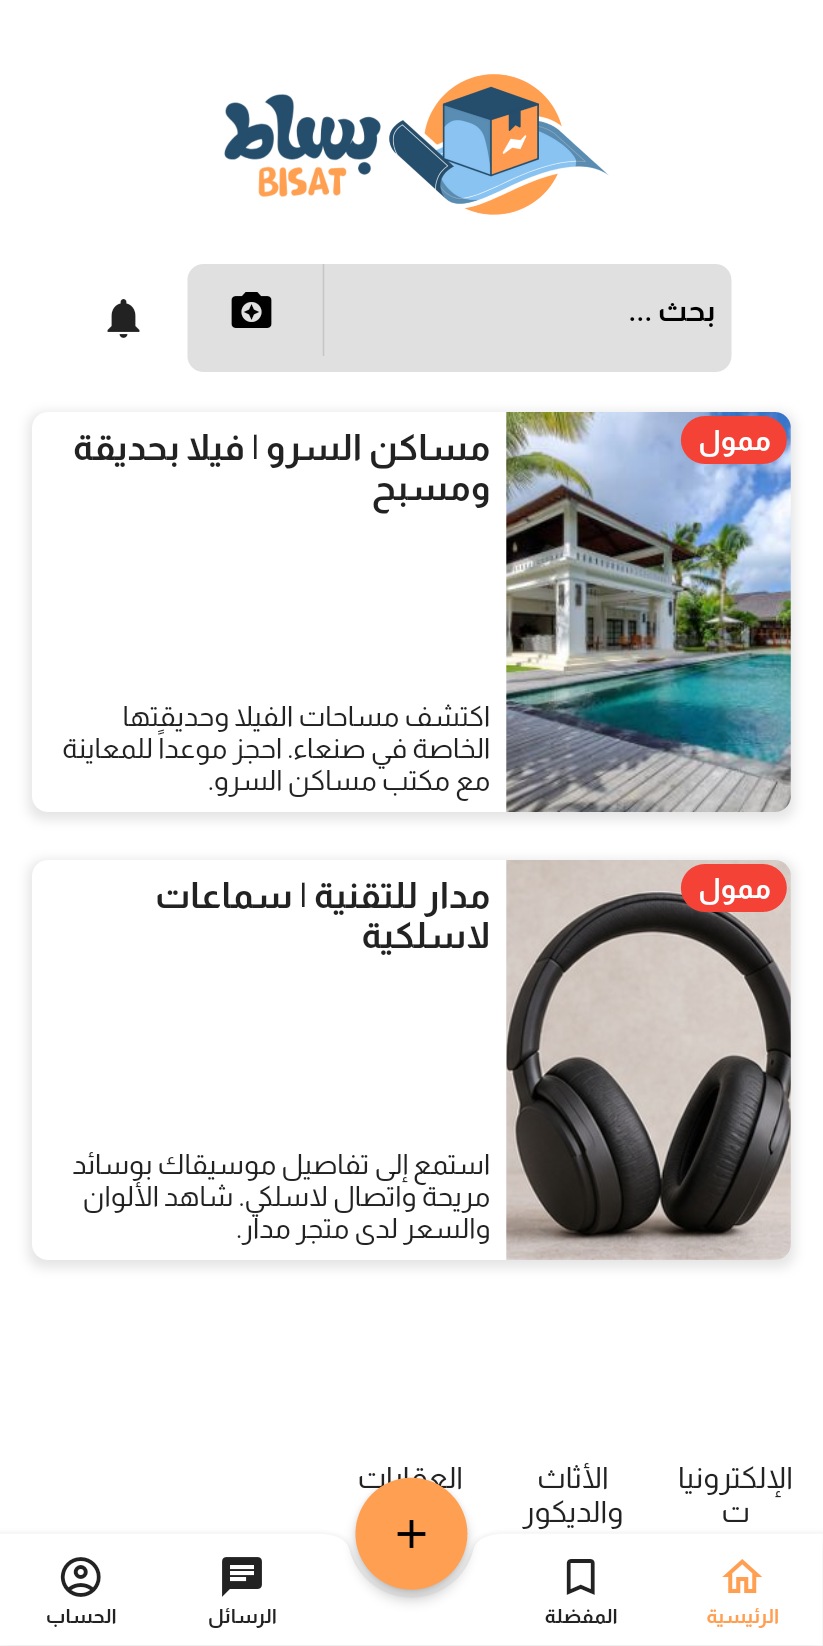 بساط
BISAT
بحث ...
ممول
مساكن السرو | فيلا بحديقة
ومسبح
اكتشف مساحات الفيلا وحديقتها
الخاصة في صنعاء. احجز موعداً للمعاينة
مع مكتب مساكن السرو.
ممول
مدار للتقنية | سماعات
لاسلكية
استمع إلى تفاصيل موسيقاك بوسائد
مريحة واتصال لاسلكي. شاهد الألوان
والسعر لدى متجر مدار.
الإلكترونيا
ت
الأثاث
والديكور
العقارات
الرئيسية
المفضلة
الرسائل
الحساب